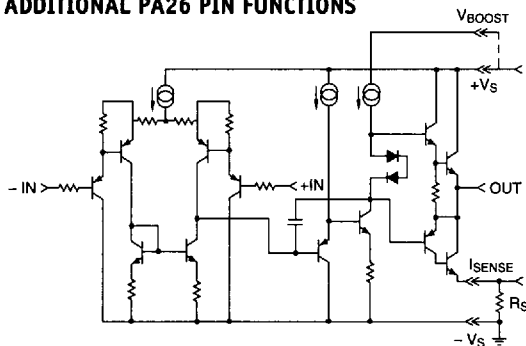 ADDITIONAL PA26 PIN FUNCTIONS
VBOOST
+VS
– IN
+IN
OUT
ISENSE
RS
– VS